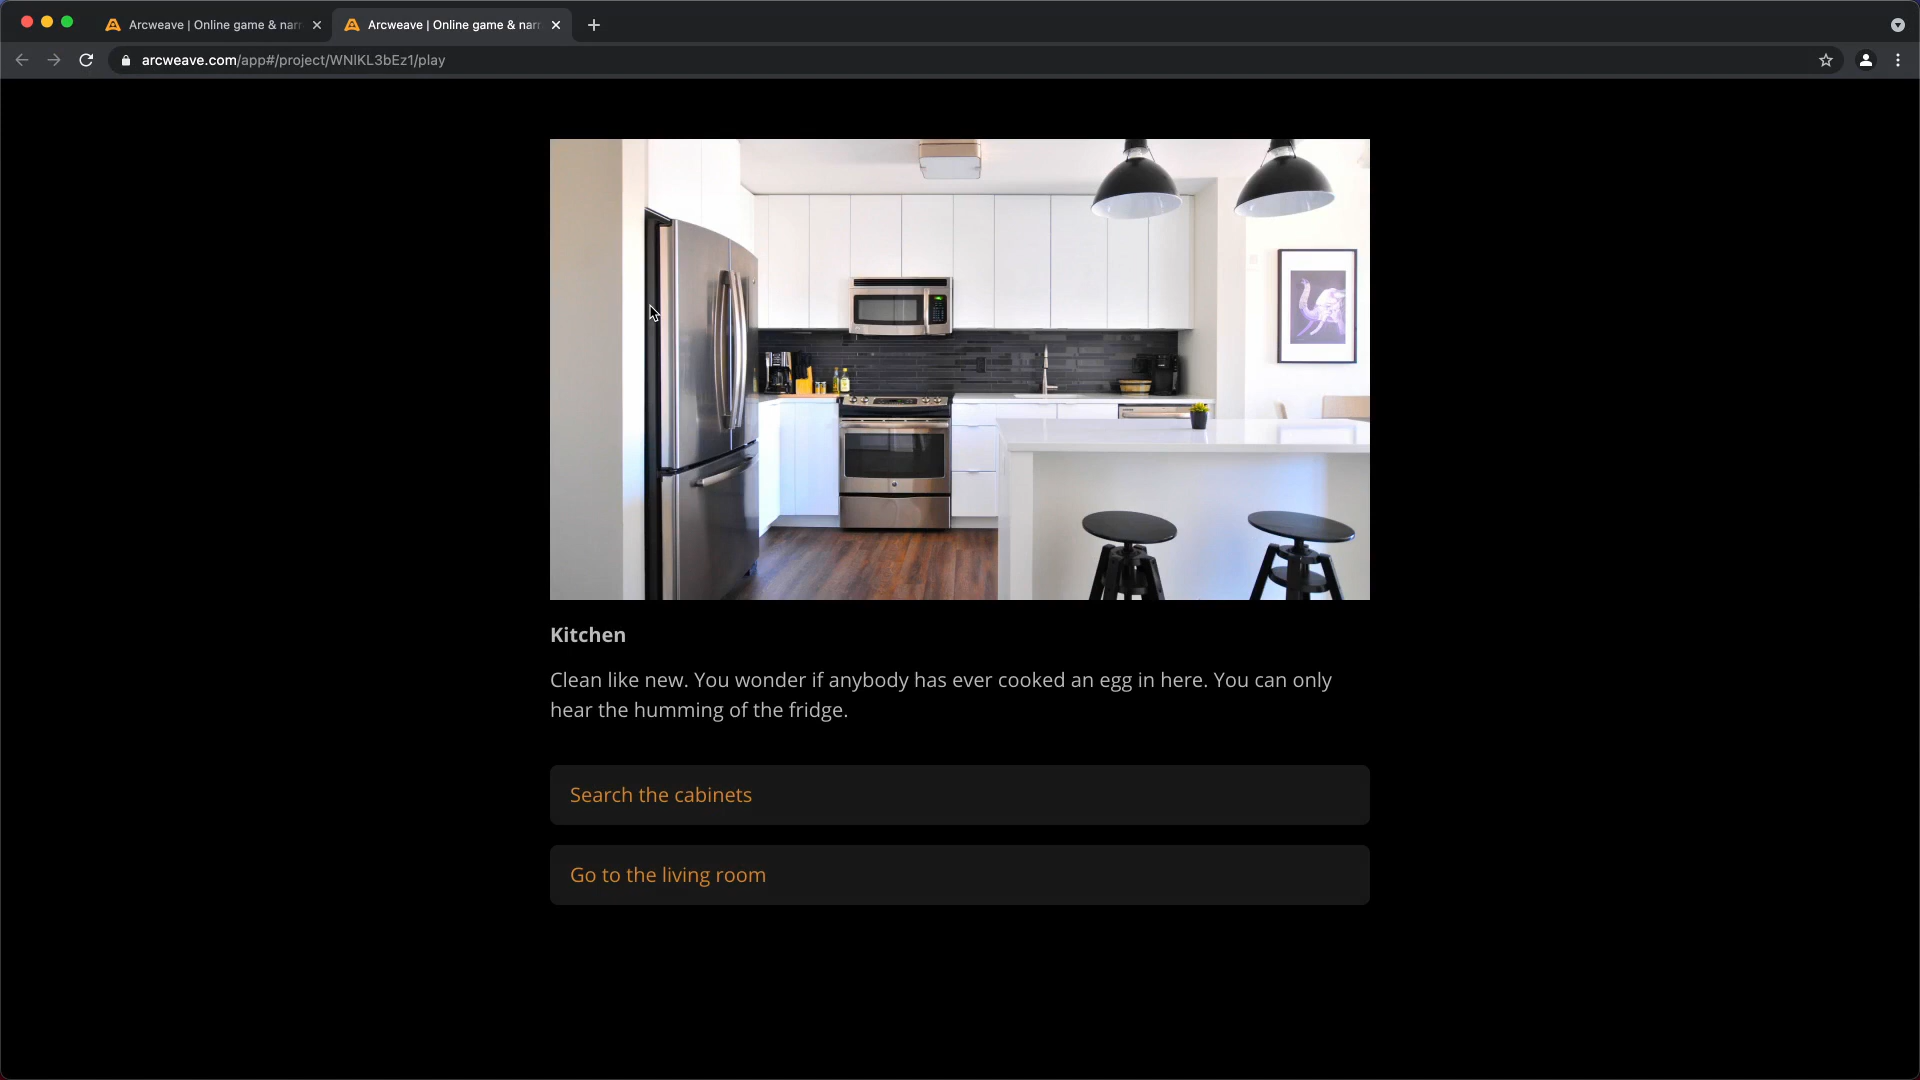 Arcweave | Online game & narr
Arcweave | Online game & narr
arcweave.com/app#/project/WNlKL3bEz1/play
Kitchen
Clean like new. You wonder if anybody has ever cooked an egg in here. You can only
hear the humming of the fridge.
Search the cabinets
Go to the living room